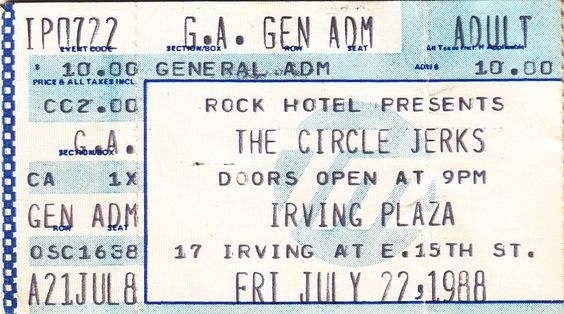 IP0722 G.A. GEN ADM ADULT
EVENT CODE SECTION/BOX ROW SEAT
$ 10.00 GENERAL ADM ADMIS 10.00
PRICE & ALL TAXES INCL.
CC2.00
G.A.
SECTION/BOX
CA 1X
GEN ADM
ROW SEAT
OSC1638
A21JUL8
ROCK HOTEL PRESENTS
THE CIRCLE JERKS
DOORS OPEN AT 9PM
IRVING PLAZA
17 IRVING AT E.15TH ST.
FRI JULY 22,1988